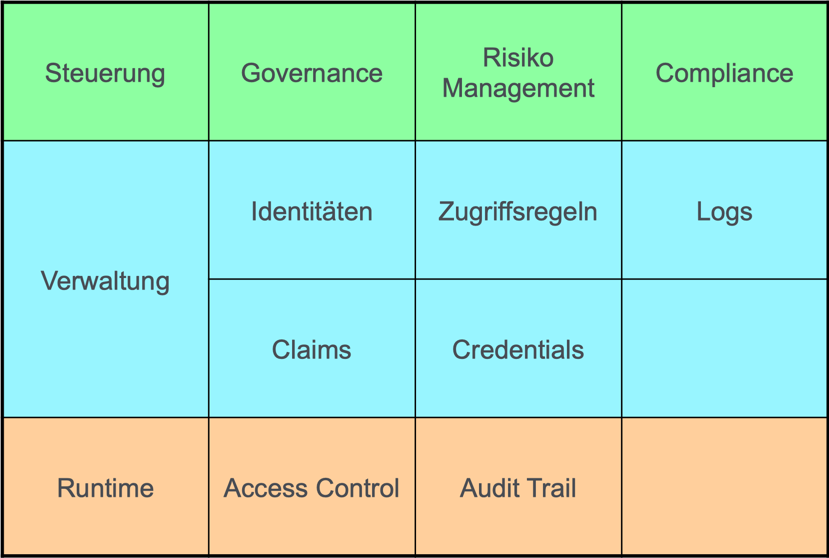 Steuerung
Governance
Risiko
Management
Compliance
Verwaltung
Identitäten
Zugriffsregeln
Logs
Claims
Credentials
Runtime
Access Control
Audit Trail